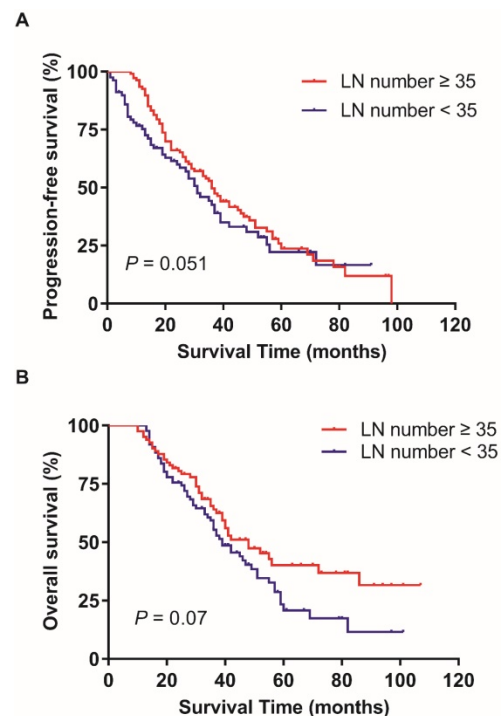 A
Progression-free survival (%)
100
75
50
25
0
LN number ≥ 35
LN number < 35
P = 0.051
0 20 40 60 80 100 120
Survival Time (months)
B
Overall survival (%)
100
75
50
25
0
LN number ≥ 35
LN number < 35
P = 0.07
0 20 40 60 80 100 120
Survival Time (months)